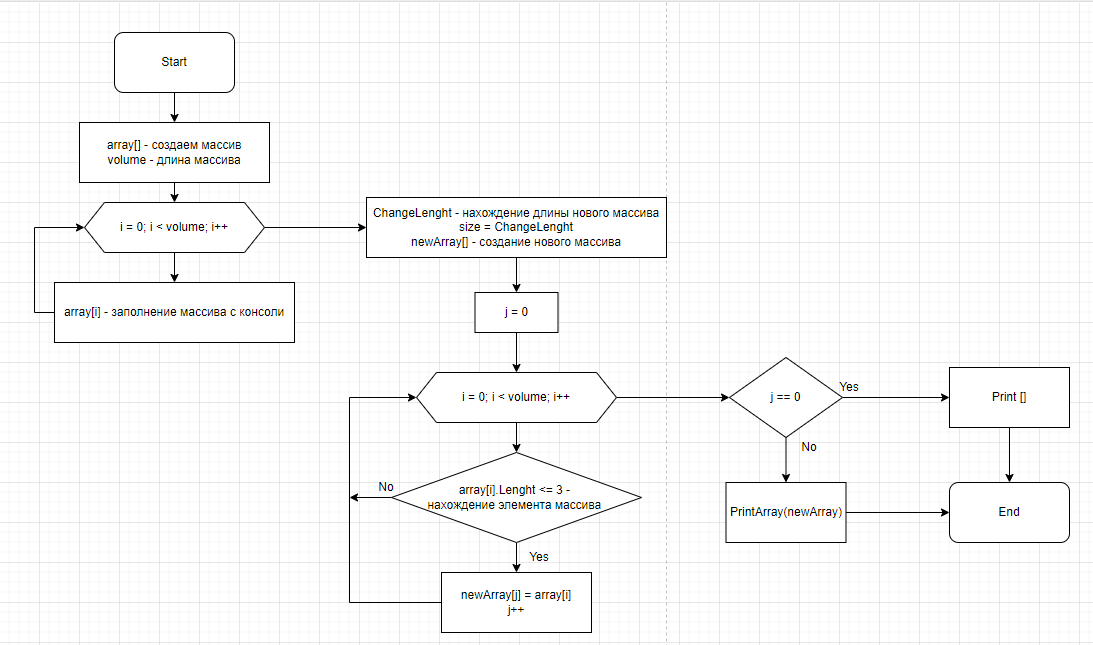 Start
array[] - создаем массив
volume - длина массива
i = 0; i < volume; i++
array[i] - заполнение массива с консоли
ChangeLenght - нахождение длины нового массива
size = ChangeLenght
newArray[] - создание нового массива
j = 0
i = 0; i < volume; i++
array[i].Lenght <= 3 -
нахождение элемента массива
No
Yes
newArray[j] = array[i]
j++
j == 0
Yes
No
Print []
PrintArray(newArray)
End